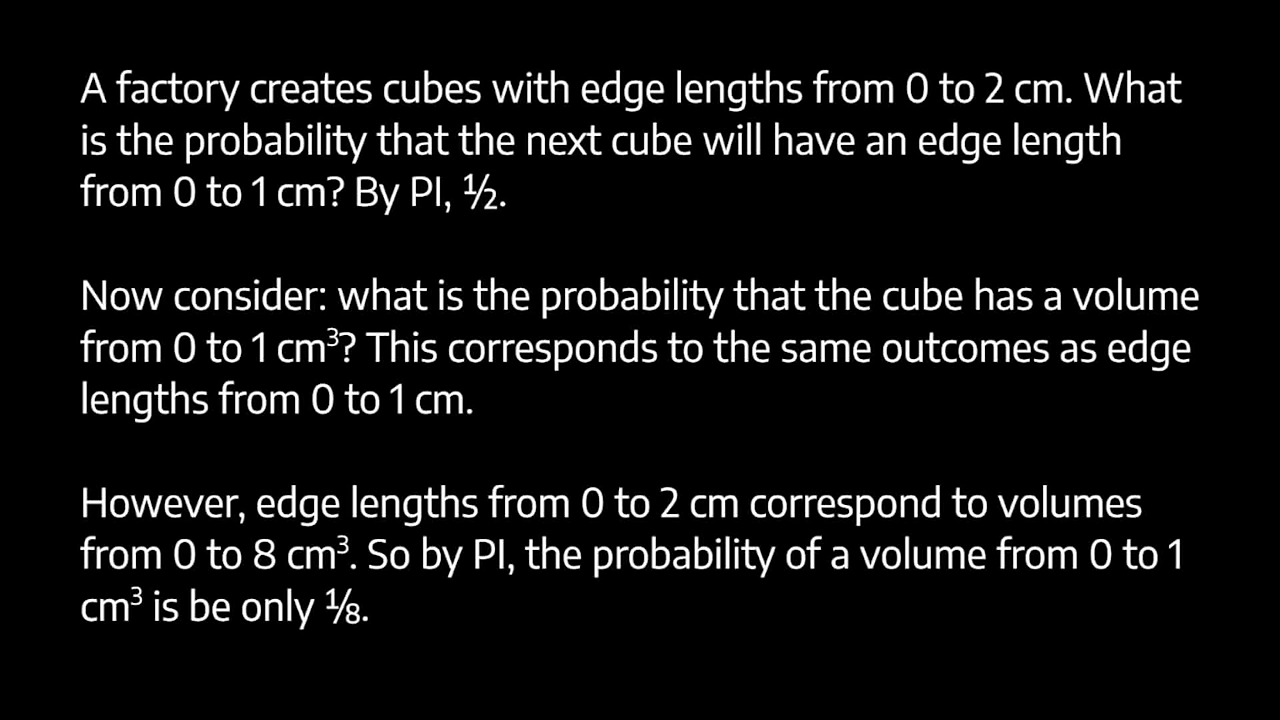 A factory creates cubes with edge lengths from 0 to 2 cm. What
is the probability that the next cube will have an edge length
from 0 to 1 cm? By PI, ½.
Now consider: what is the probability that the cube has a volume
from 0 to 1 cm³? This corresponds to the same outcomes as edge
lengths from 0 to 1 cm.
However, edge lengths from 0 to 2 cm correspond to volumes
from 0 to 8 cm³. So by PI, the probability of a volume from 0 to 1
cm³ is be only ⅛.